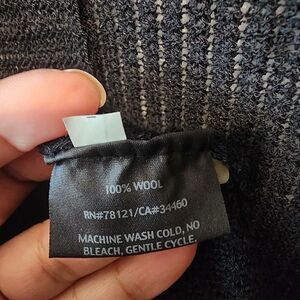 100% WOOL
RN#78121/CA#34460
MACHINE WASH COLD, NO
BLEACH, GENTLE CYCLE.